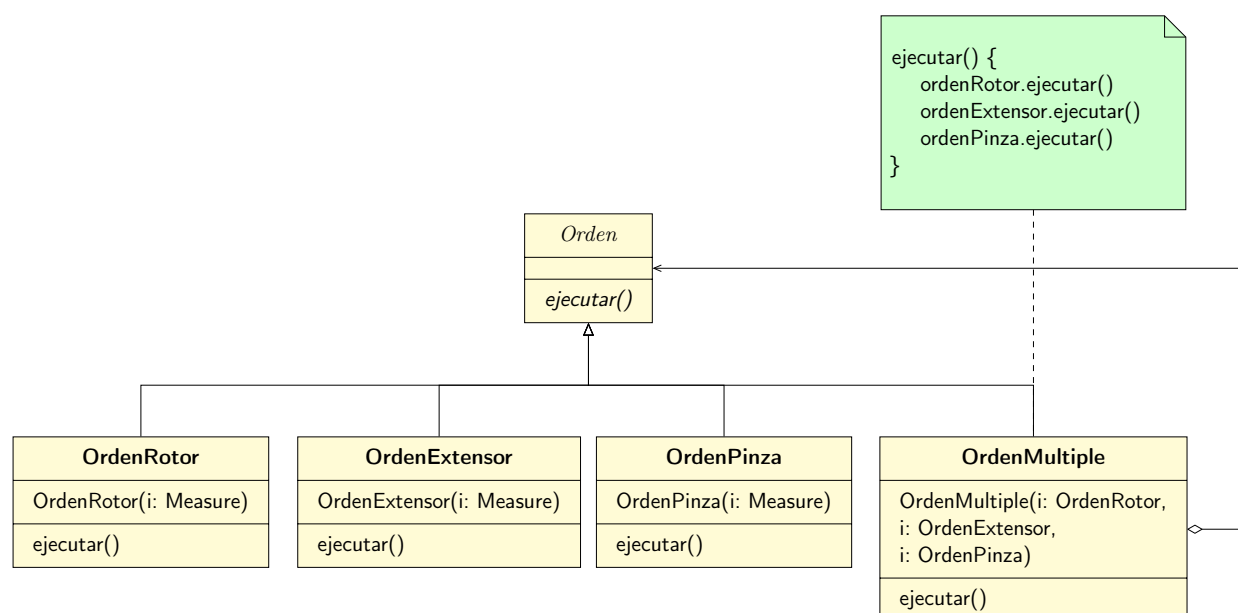 ejecutar() {
ordenRotor.ejecutar()
ordenExtensor.ejecutar()
ordenPinza.ejecutar()
}
Orden
ejecutar()
OrdenRotor
OrdenRotor(i: Measure)
ejecutar()
OrdenExtensor
OrdenExtensor(i: Measure)
ejecutar()
OrdenPinza
OrdenPinza(i: Measure)
ejecutar()
OrdenMultiple
OrdenMultiple(i: OrdenRotor,
i: OrdenExtensor,
i: OrdenPinza)
ejecutar()